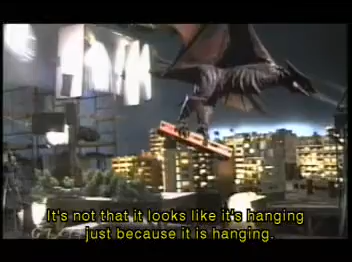 It's not that it looks like it's hanging
just because it is hanging.